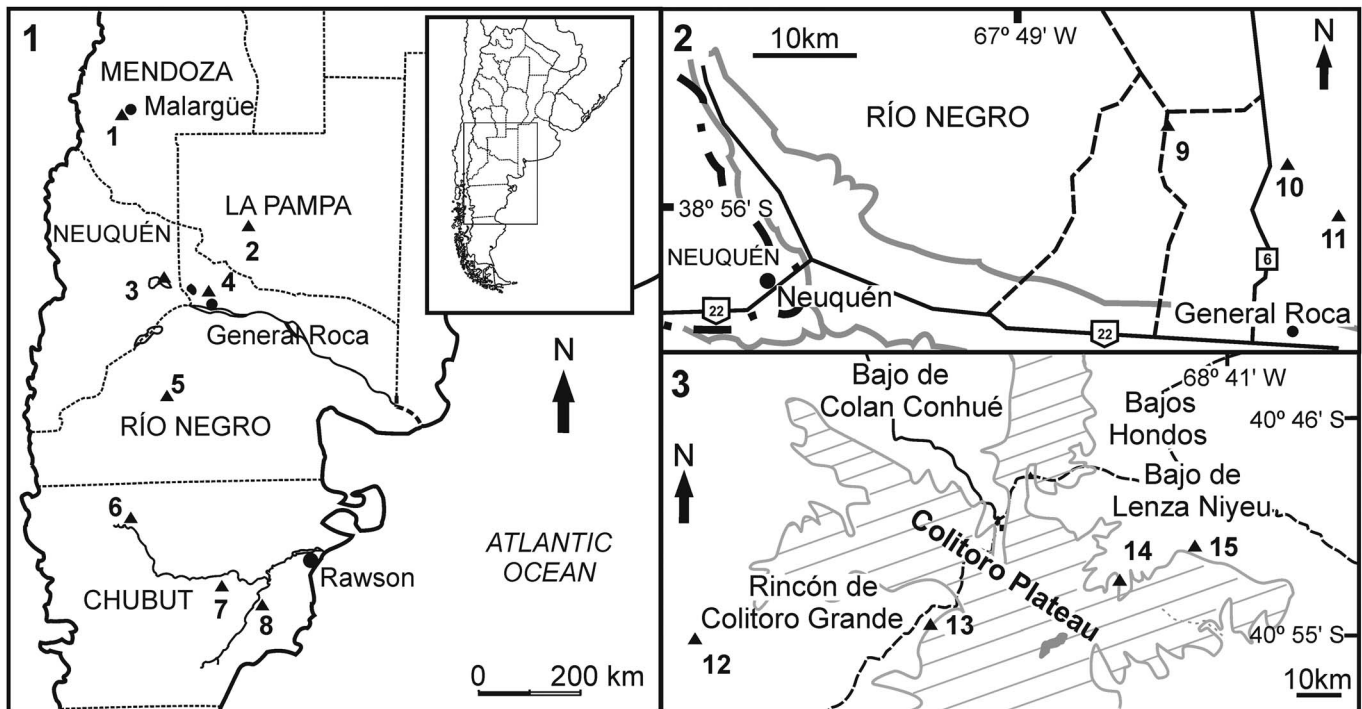 1
MENDOZA
Malargüe
1
LA PAMPA
2
NEUQUÉN
3
4
General Roca
5
RÍO NEGRO
6
CHUBUT
7
8
Rawson
ATLANTIC
OCEAN
N
0 200 km
2
10km
67º 49' W
N
RÍO NEGRO
9
10
11
38º 56' S
NEUQUÉN
Neuquén
22
6
General Roca
22
3
Bajo de
Colan Conhué
68º 41' W
Bajos
Hondos
40º 46' S
N
Bajo de
Lenza Niyeu
Colitoro Plateau
14
15
Rincón de
Colitoro Grande
13
12
40º 55' S
10km